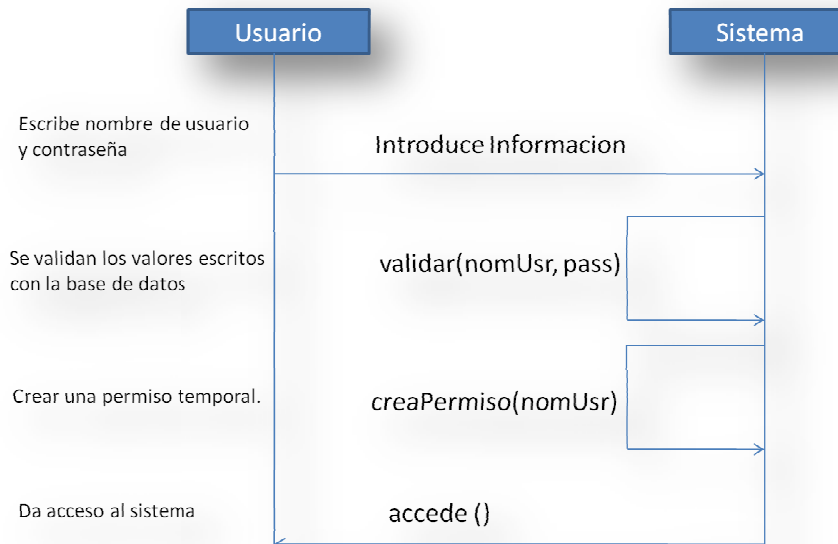 Usuario
Sistema
Escribe nombre de usuario
y contraseña
Introduce Informacion
Se validan los valores escritos
con la base de datos
validar(nomUsr, pass)
Crear una permiso temporal.
creaPermiso(nomUsr)
Da acceso al sistema
accede ()